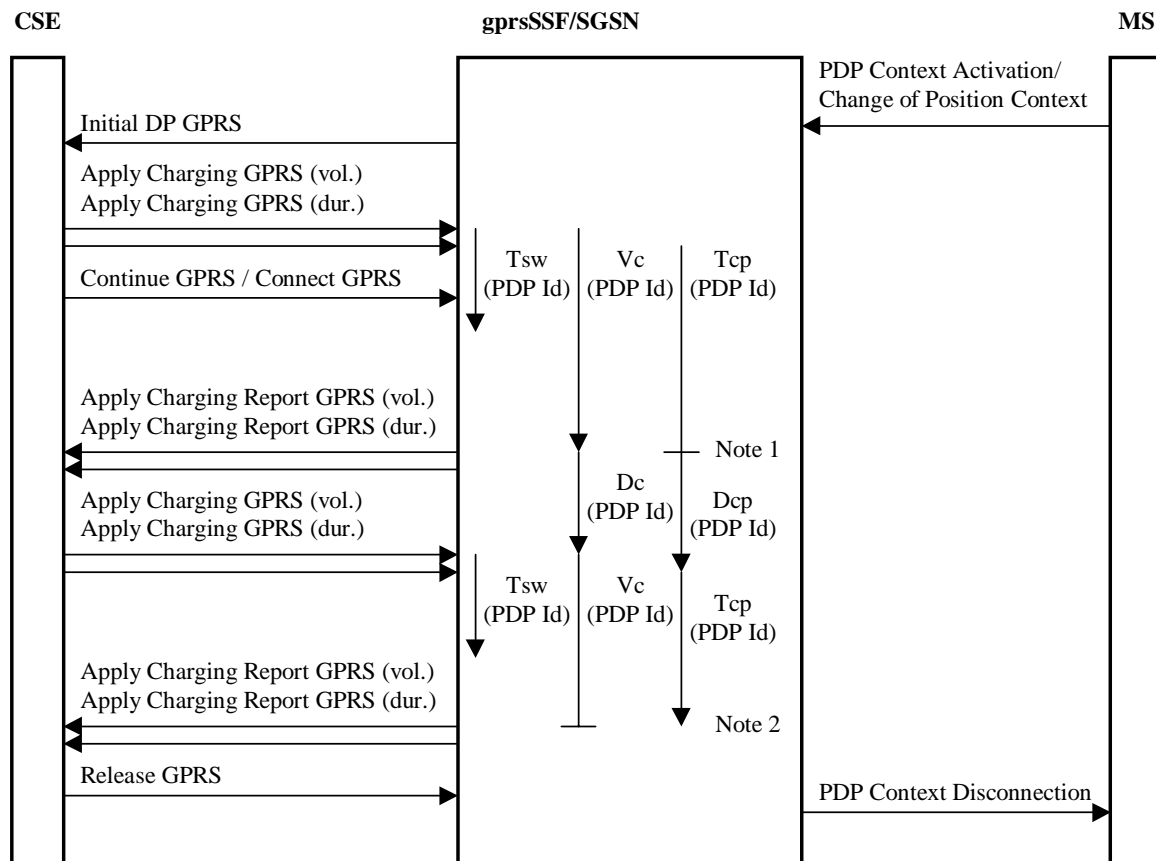 CSE
gprsSSF/SGSN
MS
PDP Context Activation/
Change of Position Context
Initial DP GPRS
Apply Charging GPRS (vol.)
Apply Charging GPRS (dur.)
Tsw
(PDP Id)
Vc
(PDP Id)
Tcp
(PDP Id)
Continue GPRS / Connect GPRS
Apply Charging Report GPRS (vol.)
Apply Charging Report GPRS (dur.)
Note 1
Dc
(PDP Id)
Dcp
(PDP Id)
Apply Charging GPRS (vol.)
Apply Charging GPRS (dur.)
Tsw
(PDP Id)
Vc
(PDP Id)
Tcp
(PDP Id)
Apply Charging Report GPRS (vol.)
Apply Charging Report GPRS (dur.)
Note 2
Release GPRS
PDP Context Disconnection